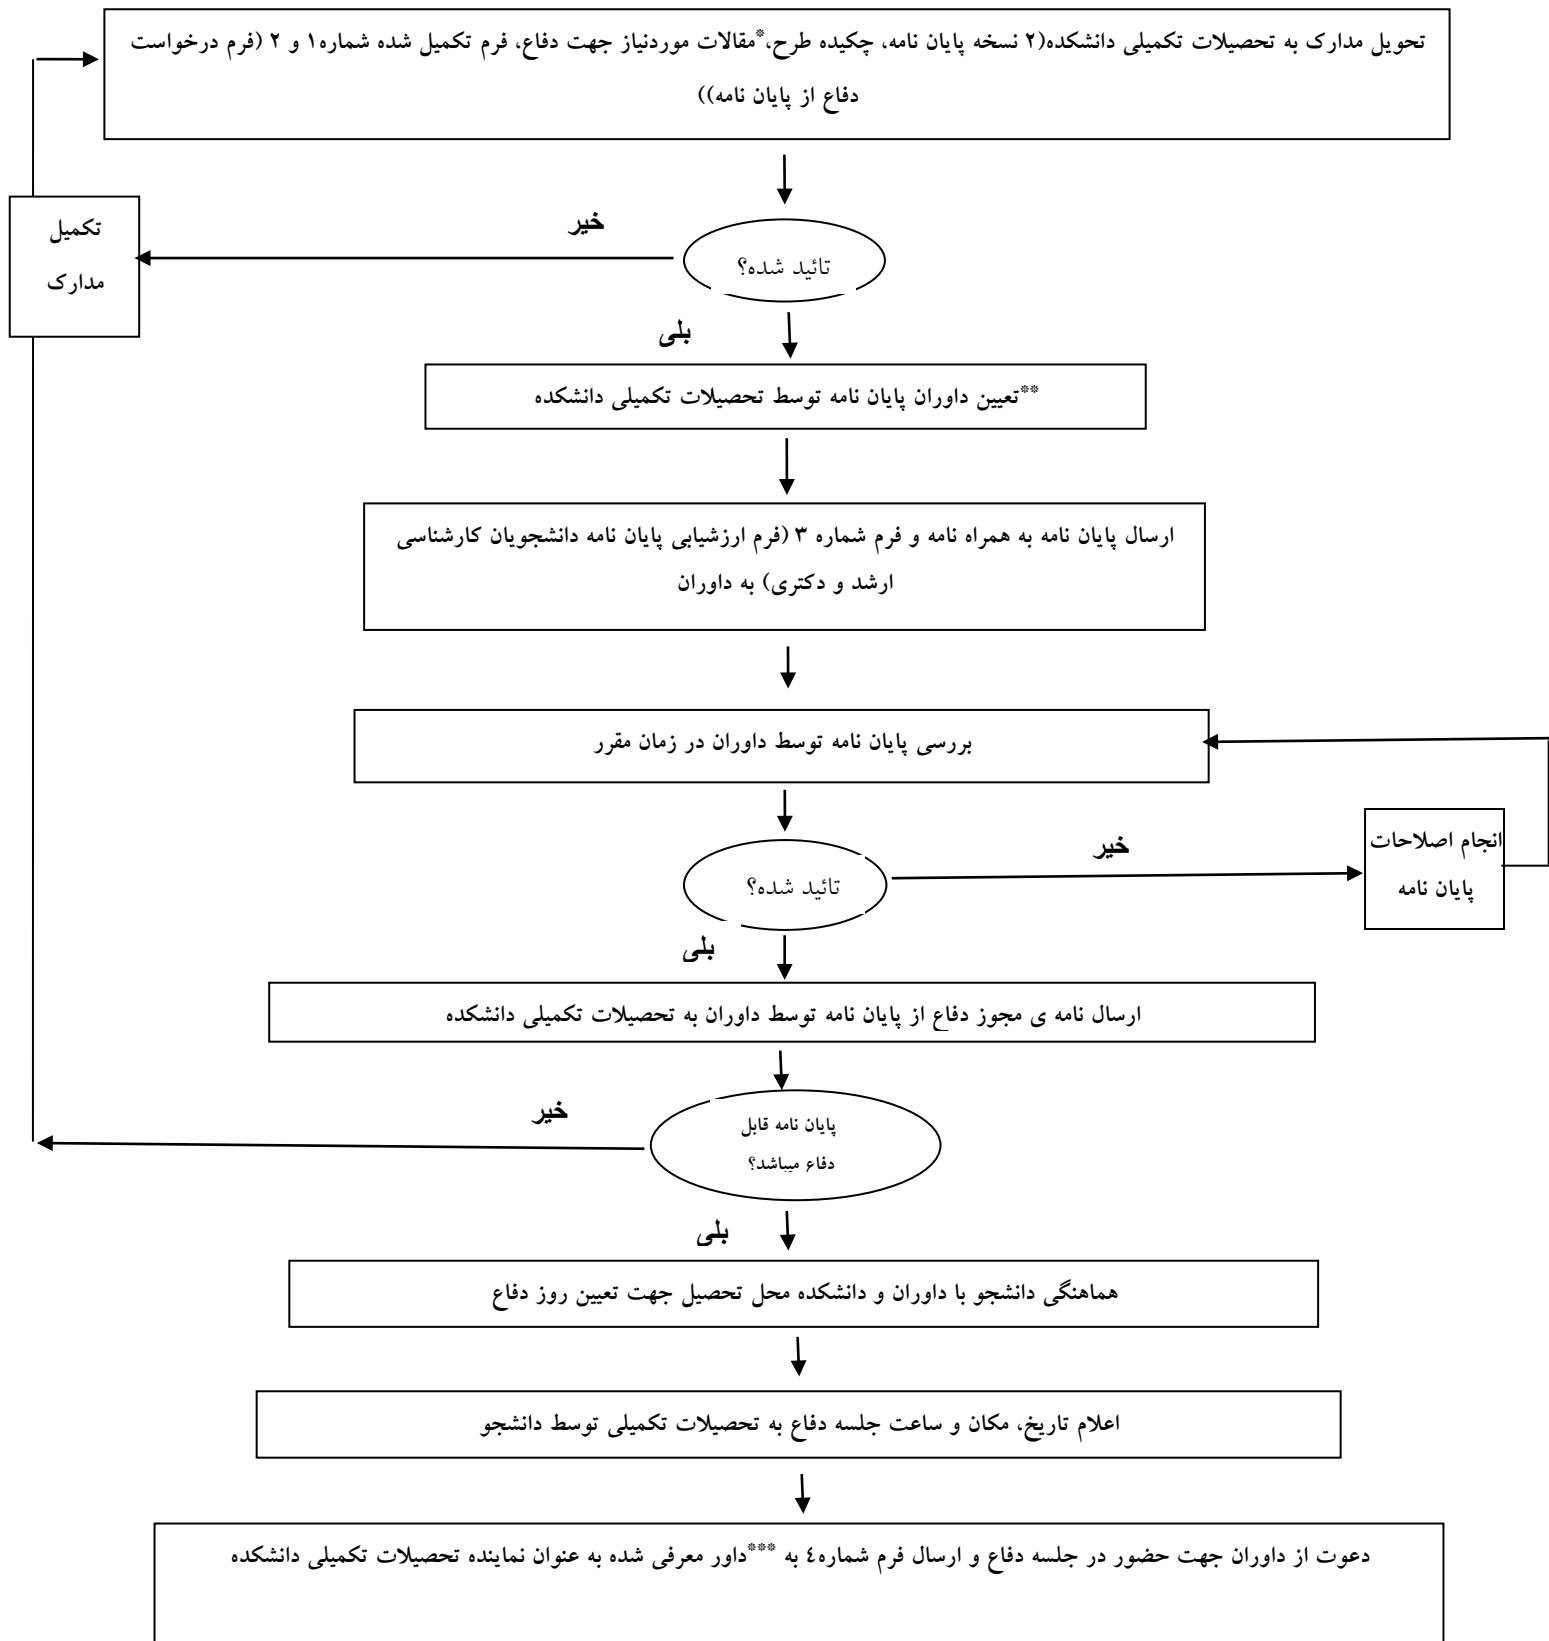 تحویل مدارک به تحصیلات تکمیلی دانشکده(۲ نسخه پایان نامه، چکیده طرح،*مقالات موردنیاز جهت دفاع، فرم تکمیل شده شماره۱ و ۲ (فرم درخواست
دفاع از پایان نامه))
تکمیل
مدارک
خیر
تائید شده؟
بلی
**تعیین داوران پایان نامه توسط تحصیلات تکمیلی دانشکده
ارسال پایان نامه به همراه نامه و فرم شماره ۳ (فرم ارزشیابی پایان نامه دانشجویان کارشناسی
ارشد و دکتری) به داوران
بررسی پایان نامه توسط داوران در زمان مقرر
انجام اصلاحات
پایان نامه
خیر
تائید شده؟
بلی
ارسال نامه ی مجوز دفاع از پایان نامه توسط داوران به تحصیلات تکمیلی دانشکده
خیر
پایان نامه قابل
دفاع میباشد؟
بلی
هماهنگی دانشجو با داوران و دانشکده محل تحصیل جهت تعیین روز دفاع
اعلام تاریخ، مکان و ساعت جلسه دفاع به تحصیلات تکمیلی توسط دانشجو
دعوت از داوران جهت حضور در جلسه دفاع و ارسال فرم شماره٤ به ***داور معرفی شده به عنوان نماینده تحصیلات تکمیلی دانشکده